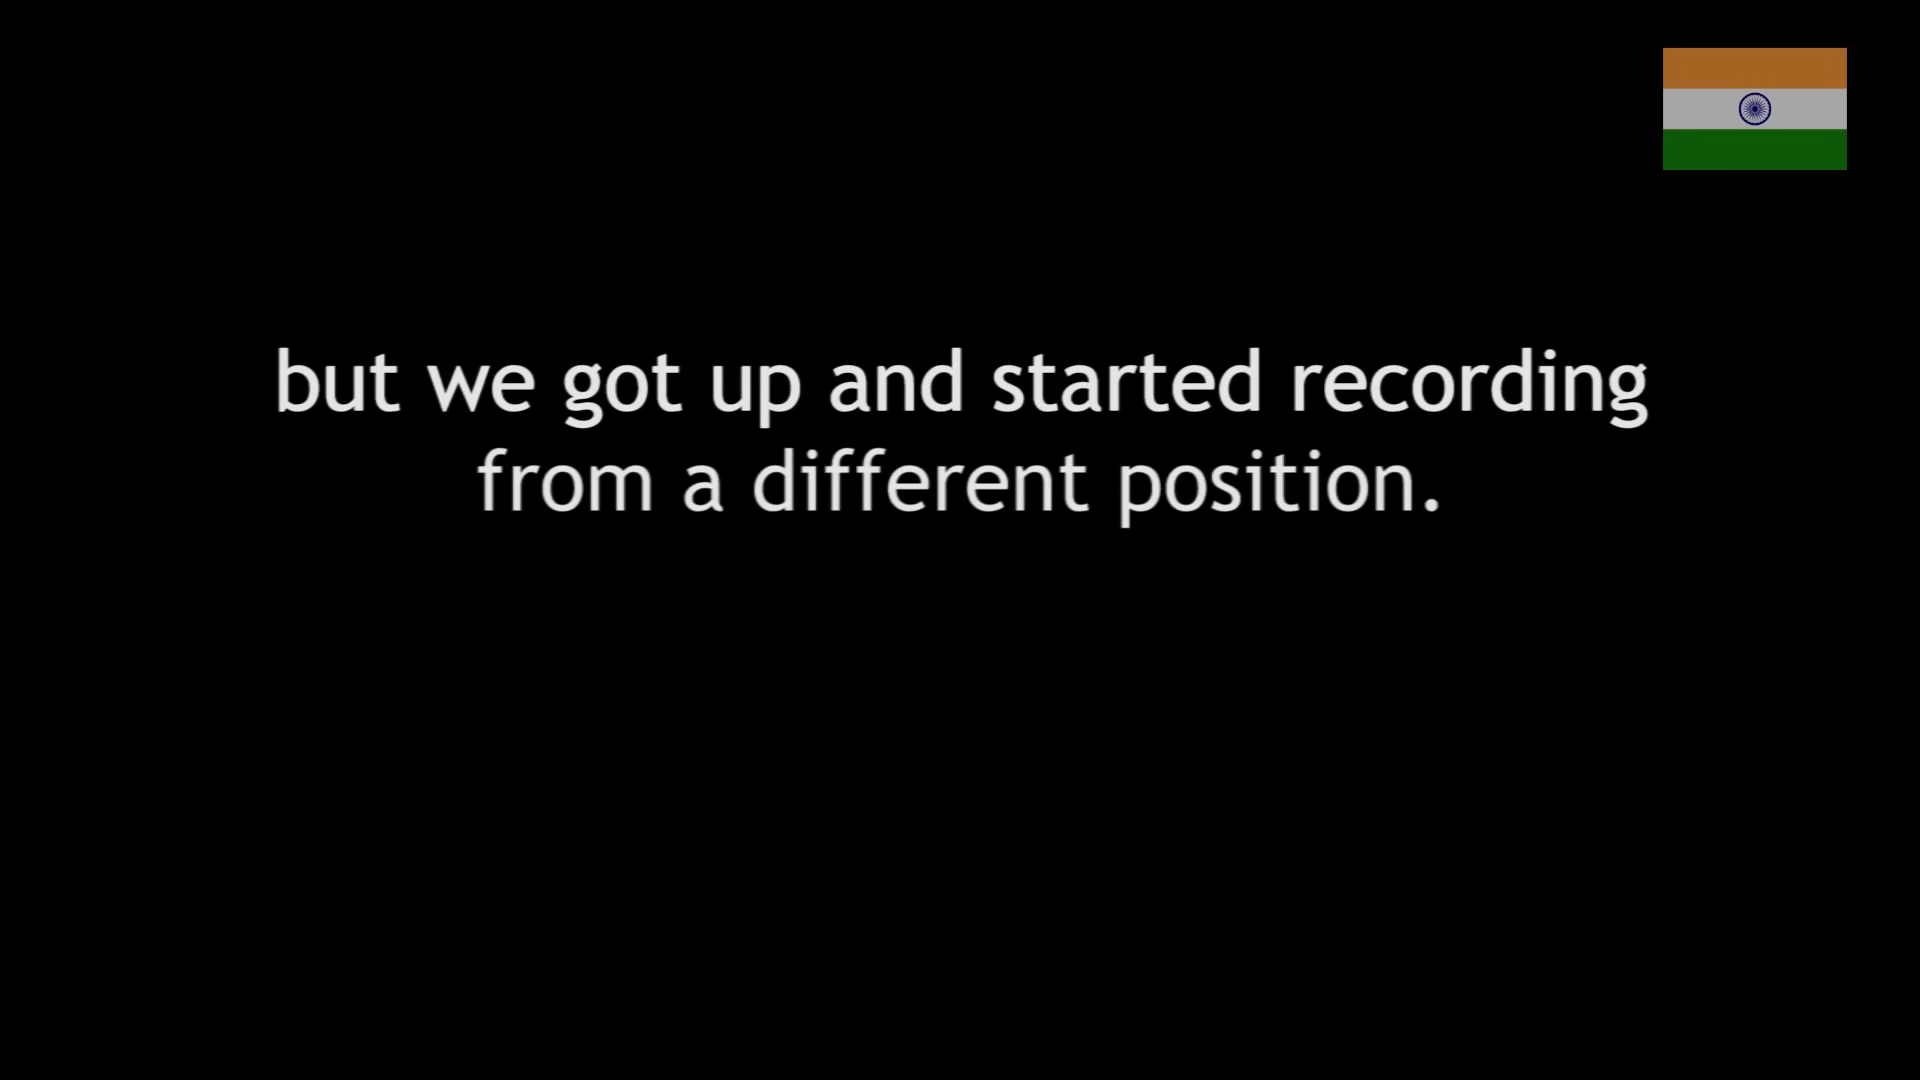 but we got up and started recording
from a different position.